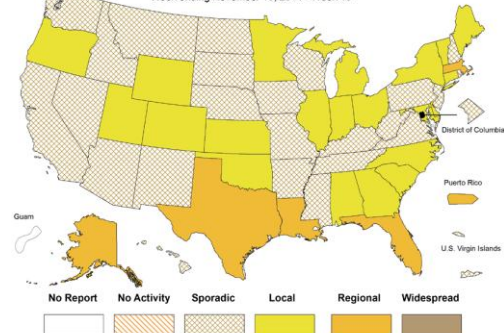 District of Columbia
Puerto Rico
Guam
U.S. Virgin Islands
No Report No Activity Sporadic Local Regional Widespread